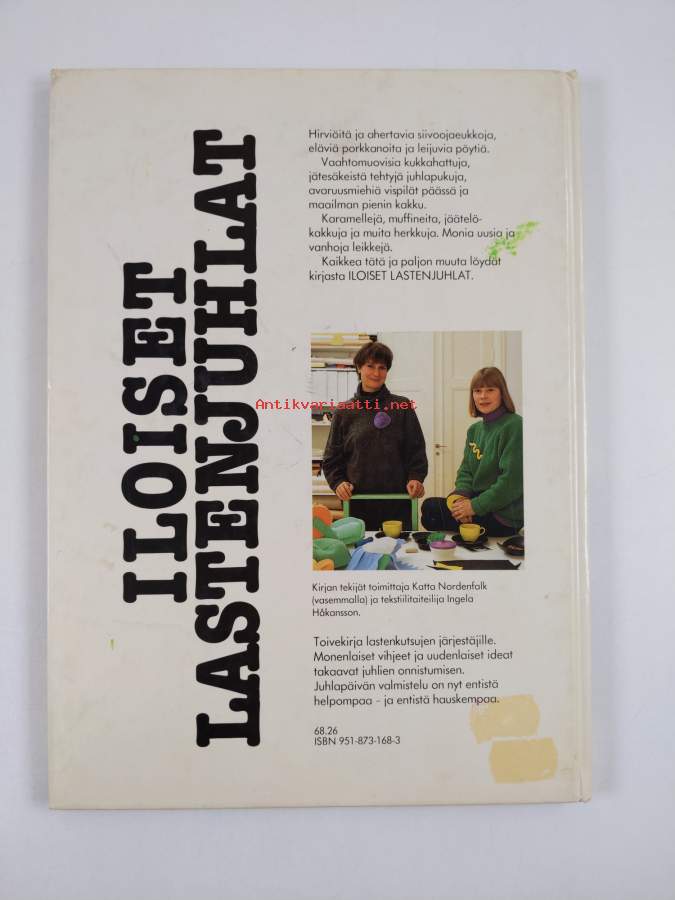 ILOISET
LASTENJUHLAT
Hirviöitä ja ahertavia siivoojaeukkoja,
eläviä porkkanoita ja leijuvia pöytiä.
Vaahtomuovisia kukkahattuja,
jätesäkeistä tehtyjä juhlapukuja,
avaruusmiehiä vispilät päässä ja
maailman pienin kakku.
Karamellejä, muffineita, jäätelö-
kakkuja ja muita herkkuja. Monia uusia ja
vanhoja leikkejä.
Kaikkea tätä ja paljon muuta löydät
kirjasta ILOISET LASTENJUHLAT.
Antikvariaatti.net
Kirjan tekijät toimittaja Katta Nordenfalk
(vasemmalla) ja tekstiilitaiteilija Ingela
Håkansson.
Toivekirja lastenkutsujen järjestäjille.
Monenlaiset vihjeet ja uudenlaiset ideat
takaavat juhlien onnistumisen.
Juhlapäivän valmistelu on nyt entistä
helpompaa - ja entistä hauskempaa.
68.26
ISBN 951-873-168-3